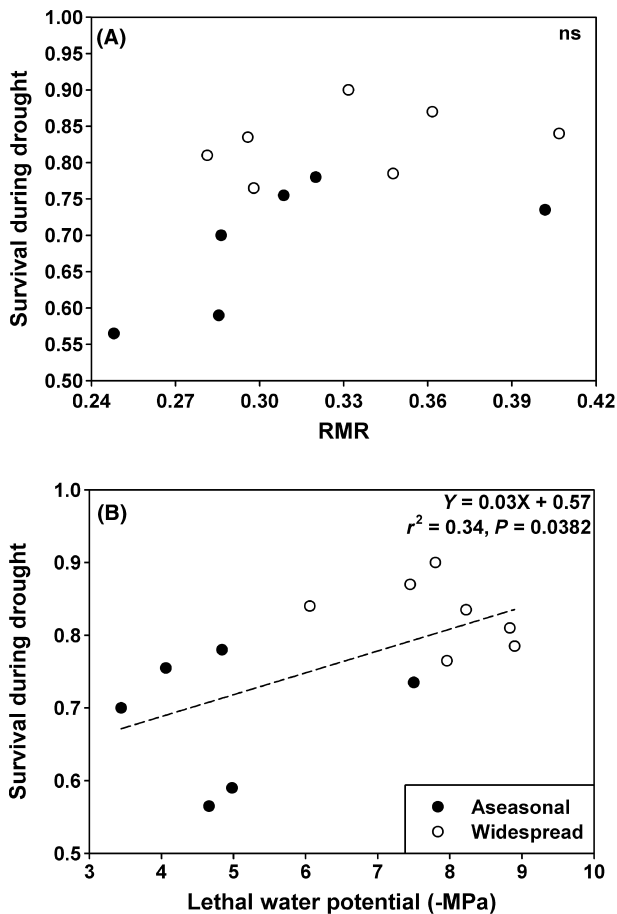 1.00
(A)
ns
0.95
0.90
0.85
0.80
0.75
0.70
0.65
0.60
0.55
0.50
Survival during drought
0.24 0.27 0.30 0.33 0.36 0.39 0.42
RMR
1.0
(B)
Y = 0.03X + 0.57
r² = 0.34, P = 0.0382
0.9
0.8
0.7
0.6
0.5
Survival during drought
Aseasonal
Widespread
3 4 5 6 7 8 9 10
Lethal water potential (-MPa)